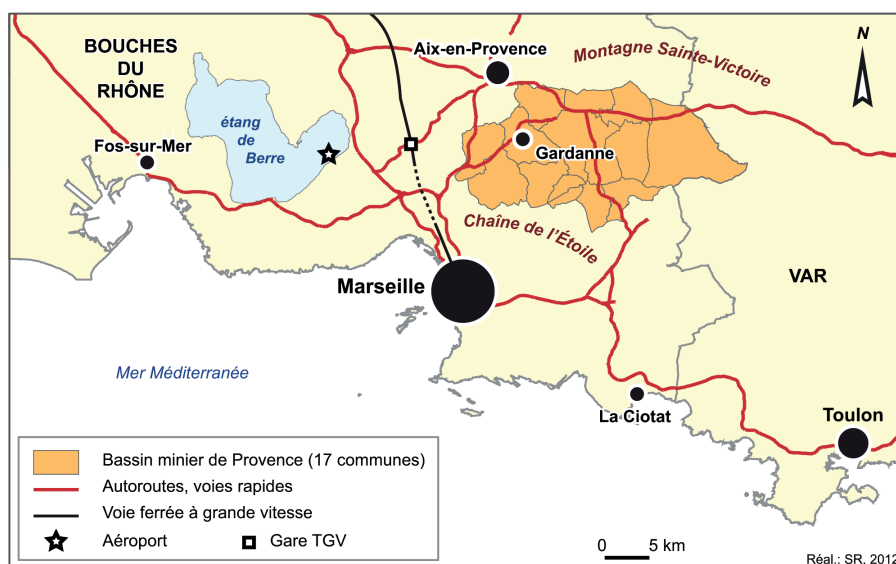 BOUCHES
DU
RHÔNE
Aix-en-Provence
Montagne Sainte-Victoire
N
étang
de
Berre
Fos-sur-Mer
Gardanne
Chaîne de l'Étoile
Marseille
VAR
Mer Méditerranée
La Ciotat
Toulon
Bassin minier de Provence (17 communes)
Autoroutes, voies rapides
Voie ferrée à grande vitesse
Aéroport
Gare TGV
0 5 km
Réal.: SR, 2012